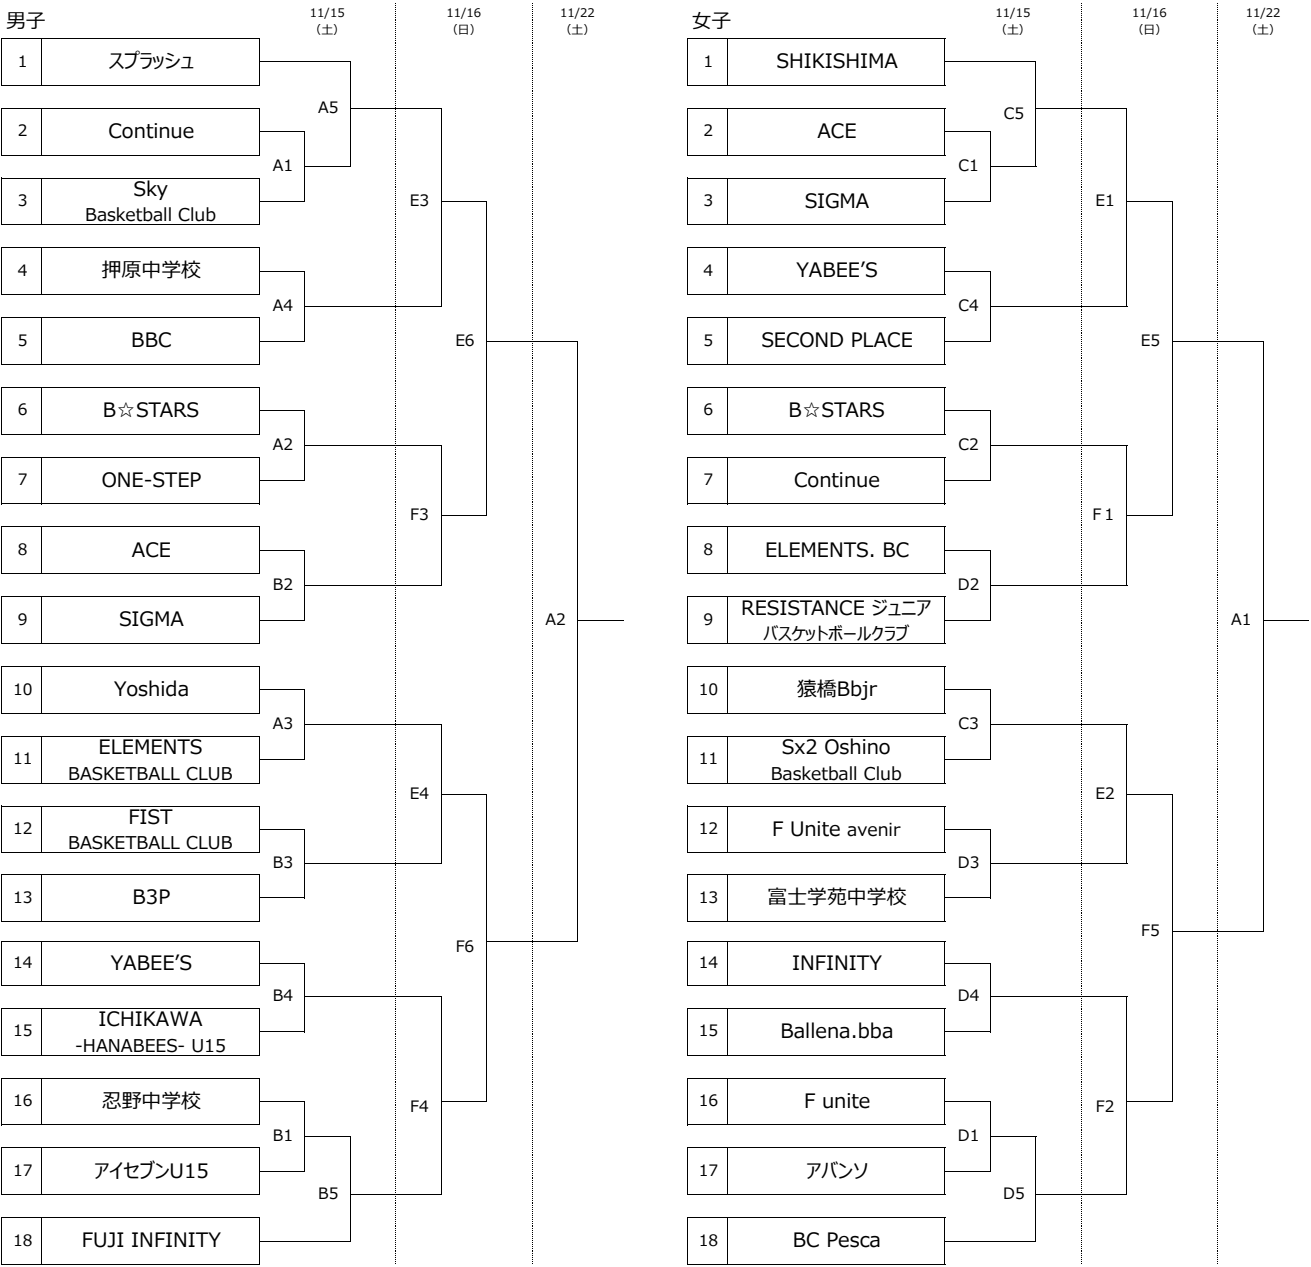 男子
11/15
（土）
11/16
（日）
11/22
（土）
1 スプラッシュ
A5
2 Continue
A1
3 Sky
Basketball Club
E3
4 押原中学校
A4
5 BBC
E6
6 B☆STARS
A2
7 ONE-STEP
F3
8 ACE
B2
9 SIGMA
A2
10 Yoshida
A3
11 ELEMENTS
BASKETBALL CLUB
E4
12 FIST
BASKETBALL CLUB
B3
13 B3P
F6
14 YABEE’S
B4
15 ICHIKAWA
-HANABEES- U15
16 忍野中学校
F4
B1
17 アイセブンU15
B5
18 FUJI INFINITY
女子
11/15
（土）
11/16
（日）
11/22
（土）
1 SHIKISHIMA
C5
2 ACE
C1
3 SIGMA
E1
4 YABEE’S
C4
5 SECOND PLACE
E5
6 B☆STARS
C2
7 Continue
F1
8 ELEMENTS. BC
D2
9 RESISTANCE ジュニア
バスケットボールクラブ
A1
10 猿橋Bbjr
C3
11 Sx2 Oshino
Basketball Club
E2
12 F Unite avenir
D3
13 富士学苑中学校
F5
14 INFINITY
D4
15 Ballena.bba
16 F unite
F2
D1
17 アバンソ
D5
18 BC Pesca